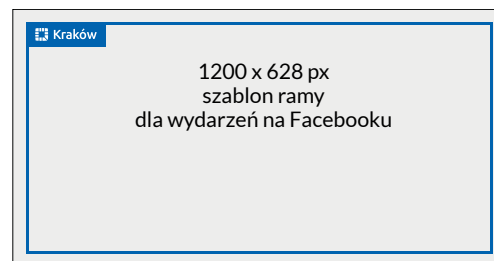 Kraków
1200 x 628 px
szablon ramy
dla wydarzeń na Facebooku